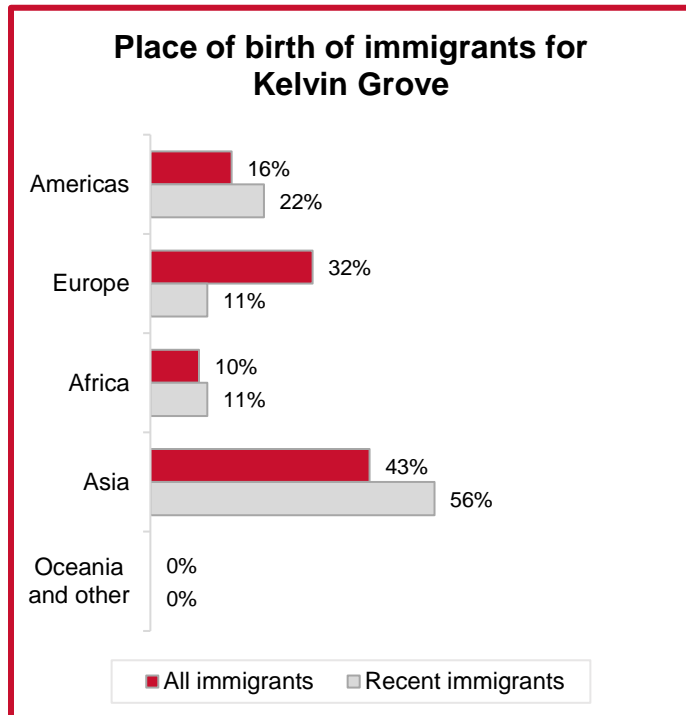 Place of birth of immigrants for
Kelvin Grove
Americas
16%
22%
Europe
32%
11%
Africa
10%
11%
Asia
43%
56%
Oceania
and other
0%
0%
All immigrants
Recent immigrants